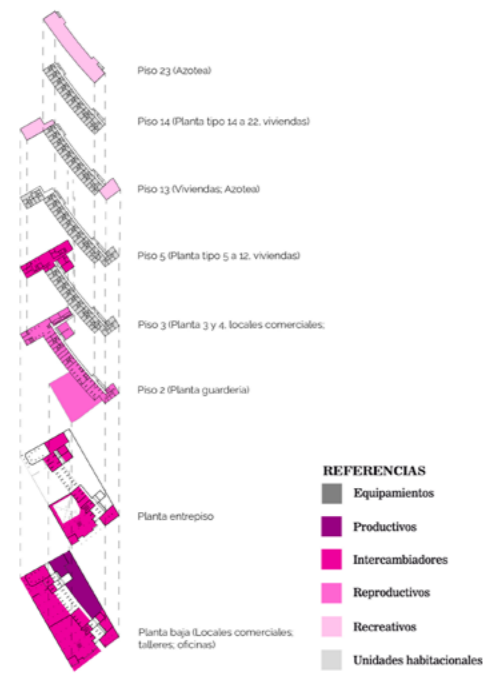 Piso 23 (Azotea)
Piso 14 (Planta tipo 14 a 22, viviendas)
Piso 13 (Viviendas; Azotea)
Piso 5 (Planta tipo 5 a 12, viviendas)
Piso 3 (Planta 3 y 4, locales comerciales;
Piso 2 (Planta guardería)
Planta entrepiso
Planta baja (Locales comerciales,
talleres; oficinas)
REFERENCIAS
Equipamientos
Productivos
Intercambiadores
Reproductivos
Recreativos
Unidades habitacionales